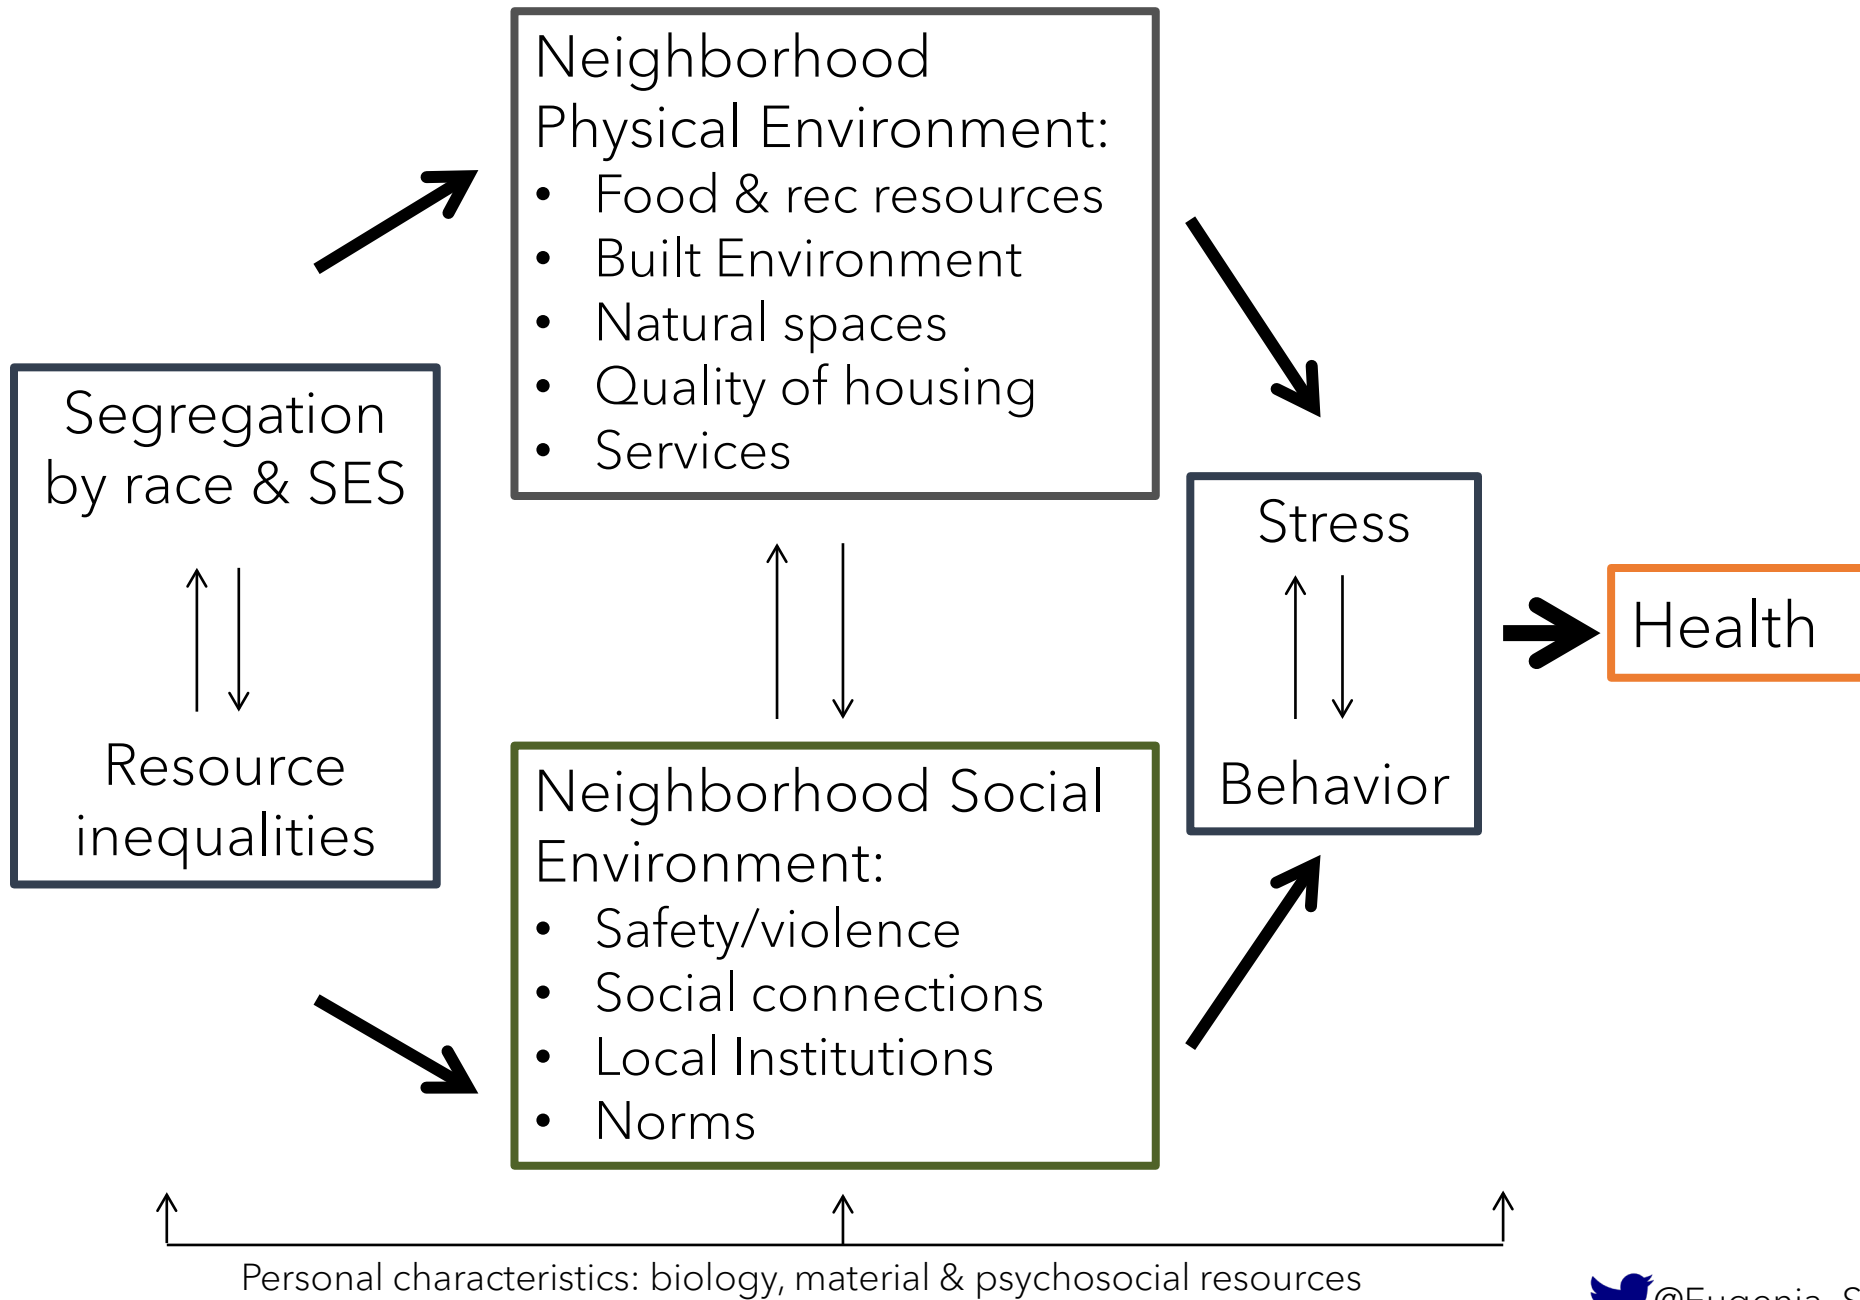 Neighborhood
Physical Environment:
• Food & rec resources
• Built Environment
• Natural spaces
• Quality of housing
• Services
Segregation
by race & SES
Resource
inequalities
Neighborhood Social
Environment:
• Safety/violence
• Social connections
• Local Institutions
• Norms
Stress
Behavior
Health
Personal characteristics: biology, material & psychosocial resources
@Eugenia_S